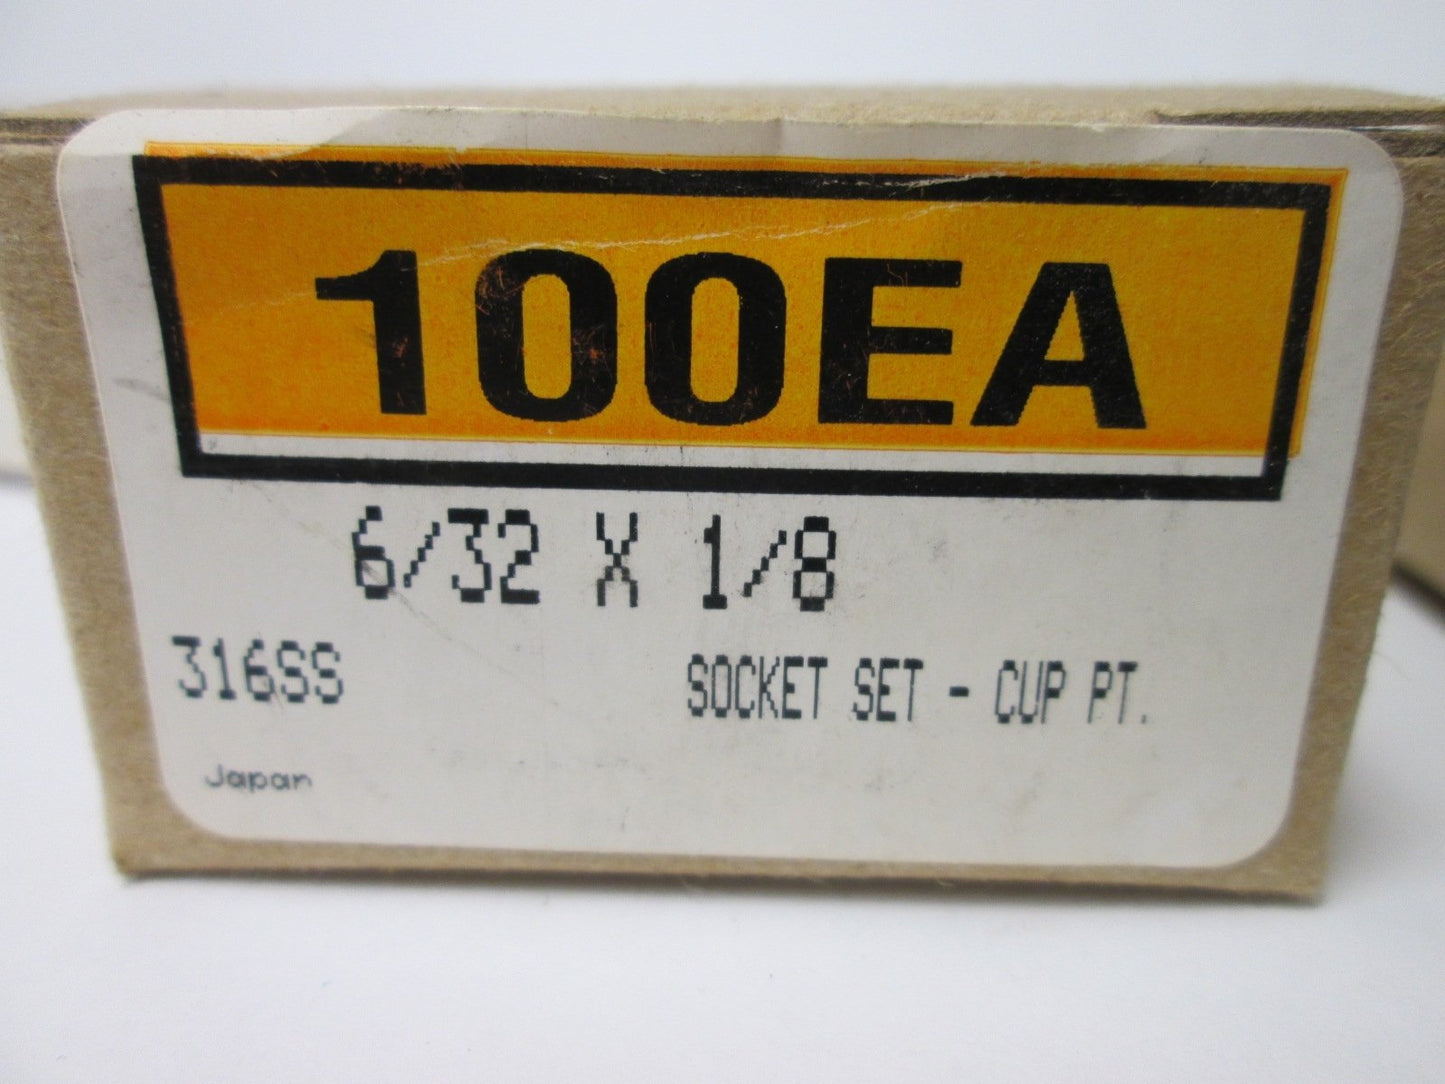 100EA
6/32 X 1/8
316SS SOCKET SET - CUP PT.
Japan